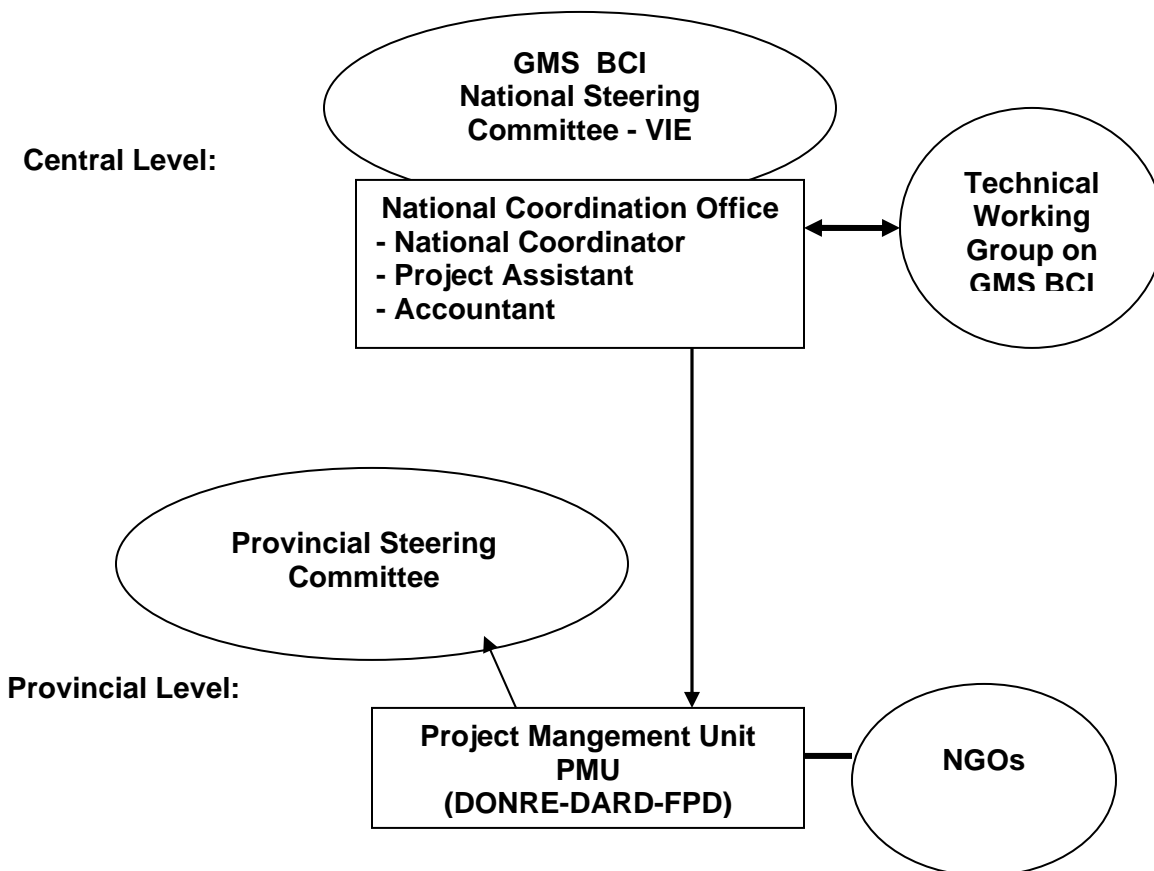 GMS BCI
National Steering
Committee - VIE
Central Level:
National Coordination Office
- National Coordinator
- Project Assistant
- Accountant
Technical
Working
Group on
GMS BCI
Provincial Steering
Committee
Provincial Level:
Project Mangement Unit
PMU
(DONRE-DARD-FPD)
NGOs